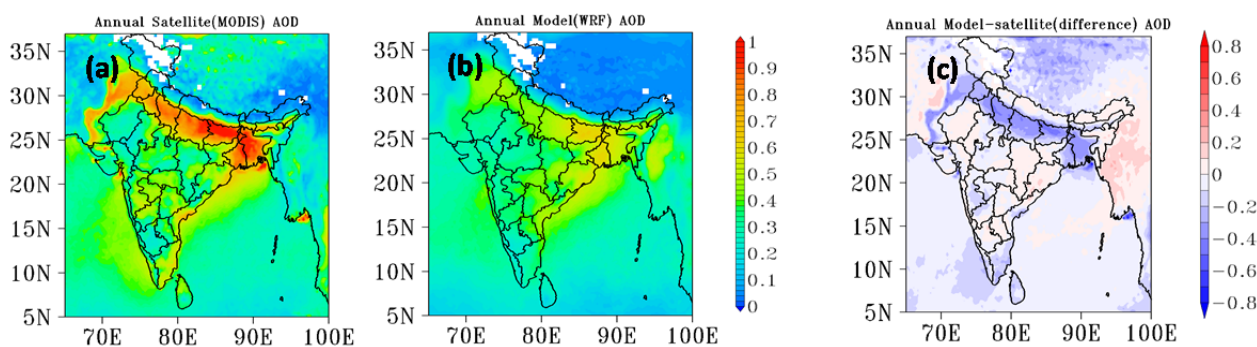 Annual Satellite(MODIS) AOD
(a)
35N
30N
25N
20N
15N
10N
5N
70E 80E 90E 100E
Annual Model(WRF) AOD
(b)
35N
30N
25N
20N
15N
10N
5N
70E 80E 90E 100E
1
0.9
0.8
0.7
0.6
0.5
0.4
0.3
0.2
0.1
0
Annual Model-satellite(difference) AOD
(c)
35N
30N
25N
20N
15N
10N
5N
70E 80E 90E 100E
0.8
0.6
0.4
0.2
0
−0.2
−0.4
−0.6
−0.8